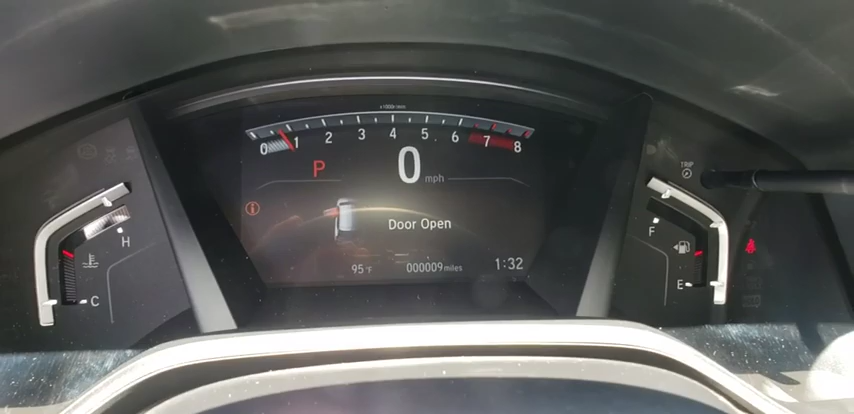 x1000r/min
0 1 2 3 4 5 6 7 8
P 0 mph
TRIP
H
F
Door Open
E
C
95 °F 000009 miles 1:32